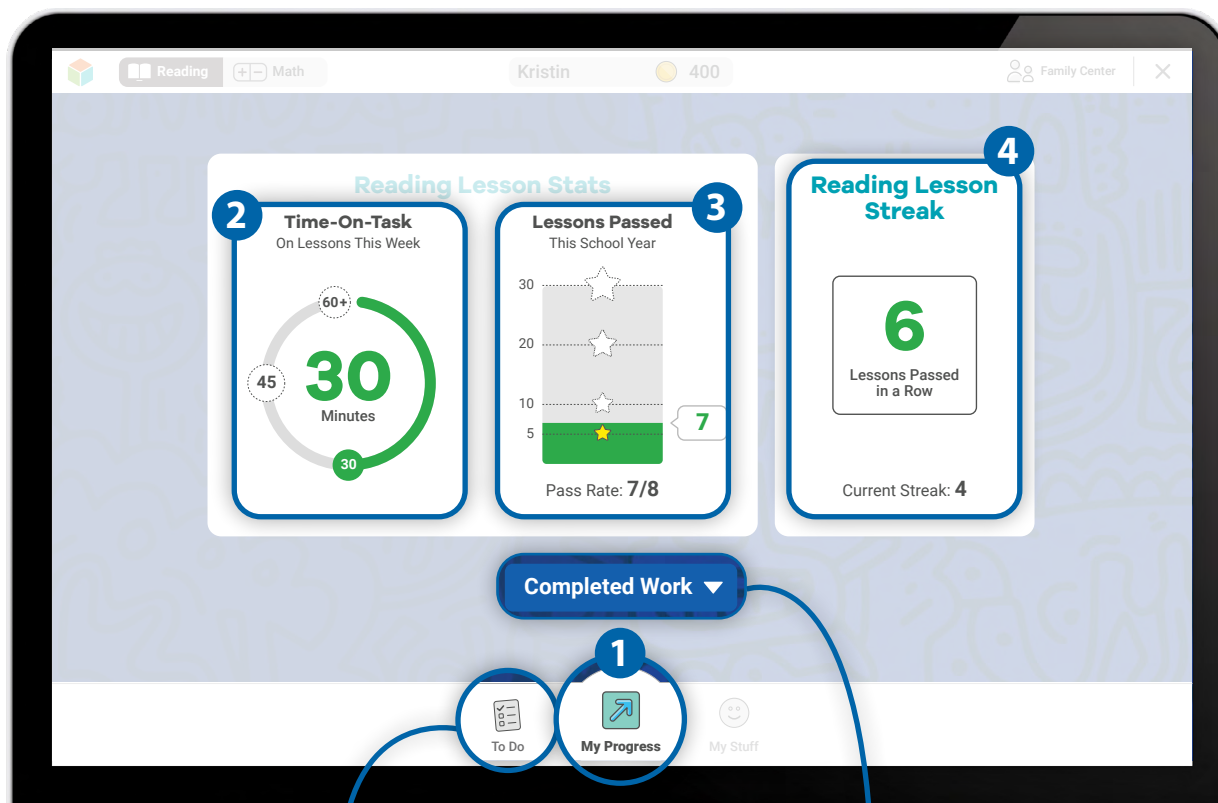 Reading
Math
Kristin
400
Family Center
Reading Lesson Stats
2
Time-On-Task
On Lessons This Week
60+
45
30
Minutes
30
3
Lessons Passed
This School Year
30
20
10
5
7
Pass Rate: 7/8
4
Reading Lesson
Streak
6
Lessons Passed
in a Row
Current Streak: 4
Completed Work
1
To Do
My Progress
My Stuff